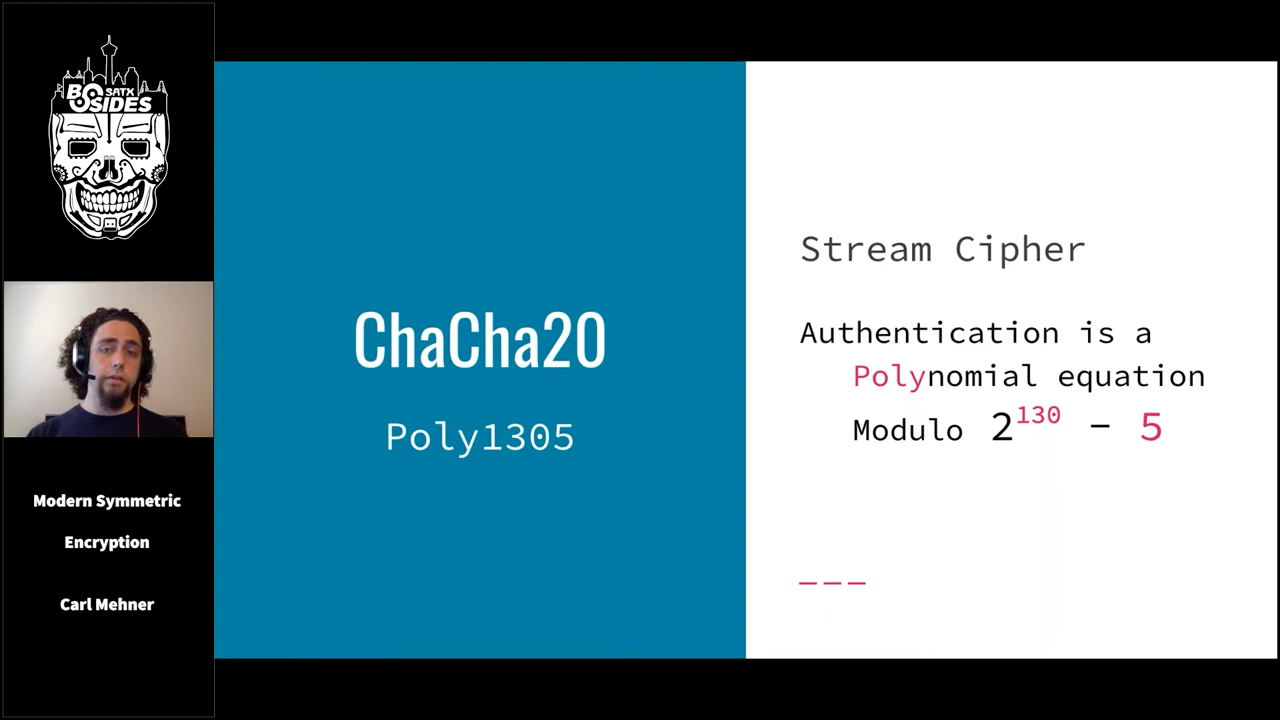 BSIDES SATX
Modern Symmetric
Encryption
Carl Mehner
ChaCha20
Poly1305
Stream Cipher
Authentication is a
Polynomial equation
Modulo 2^130 – 5